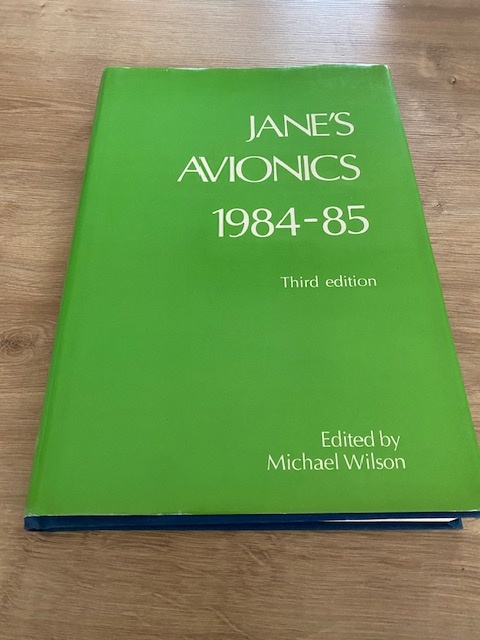 JANE'S
AVIONICS
1984-85
Third edition
Edited by
Michael Wilson